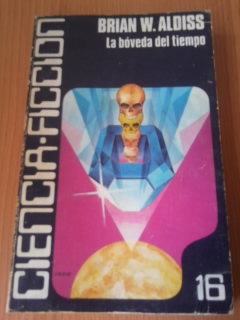 BRIAN W. ALDISS
La bóveda del tiempo
CIENCIA-FICCION
16